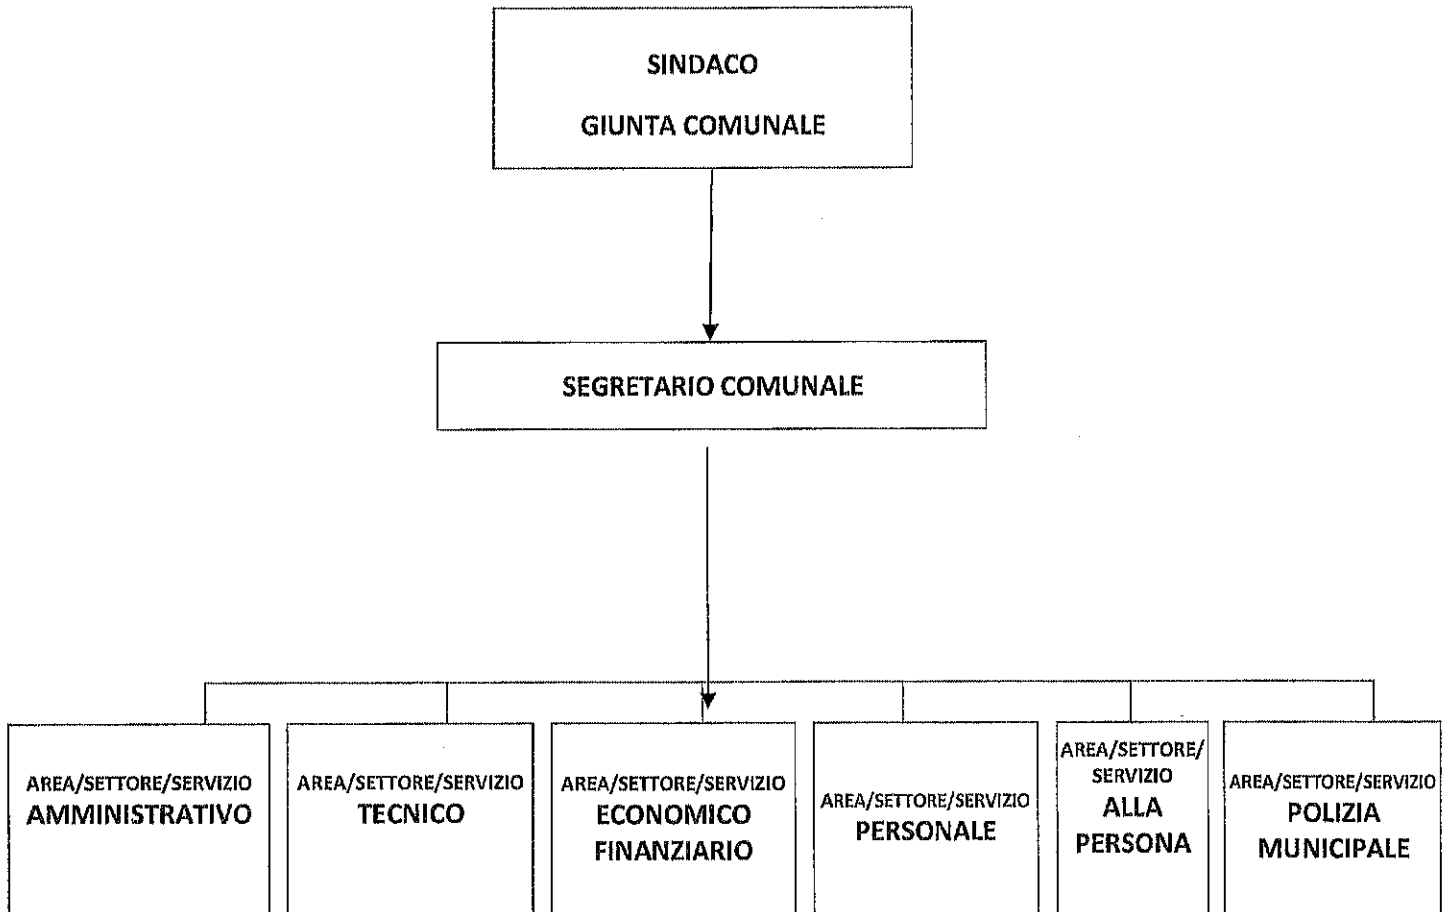 SINDACO
GIUNTA COMUNALE
SEGRETARIO COMUNALE
AREA/SETTORE/SERVIZIO
AMMINISTRATIVO
AREA/SETTORE/SERVIZIO
TECNICO
AREA/SETTORE/SERVIZIO
ECONOMICO
FINANZIARIO
AREA/SETTORE/SERVIZIO
PERSONALE
AREA/SETTORE/
SERVIZIO
ALLA
PERSONA
AREA/SETTORE/SERVIZIO
POLIZIA
MUNICIPALE